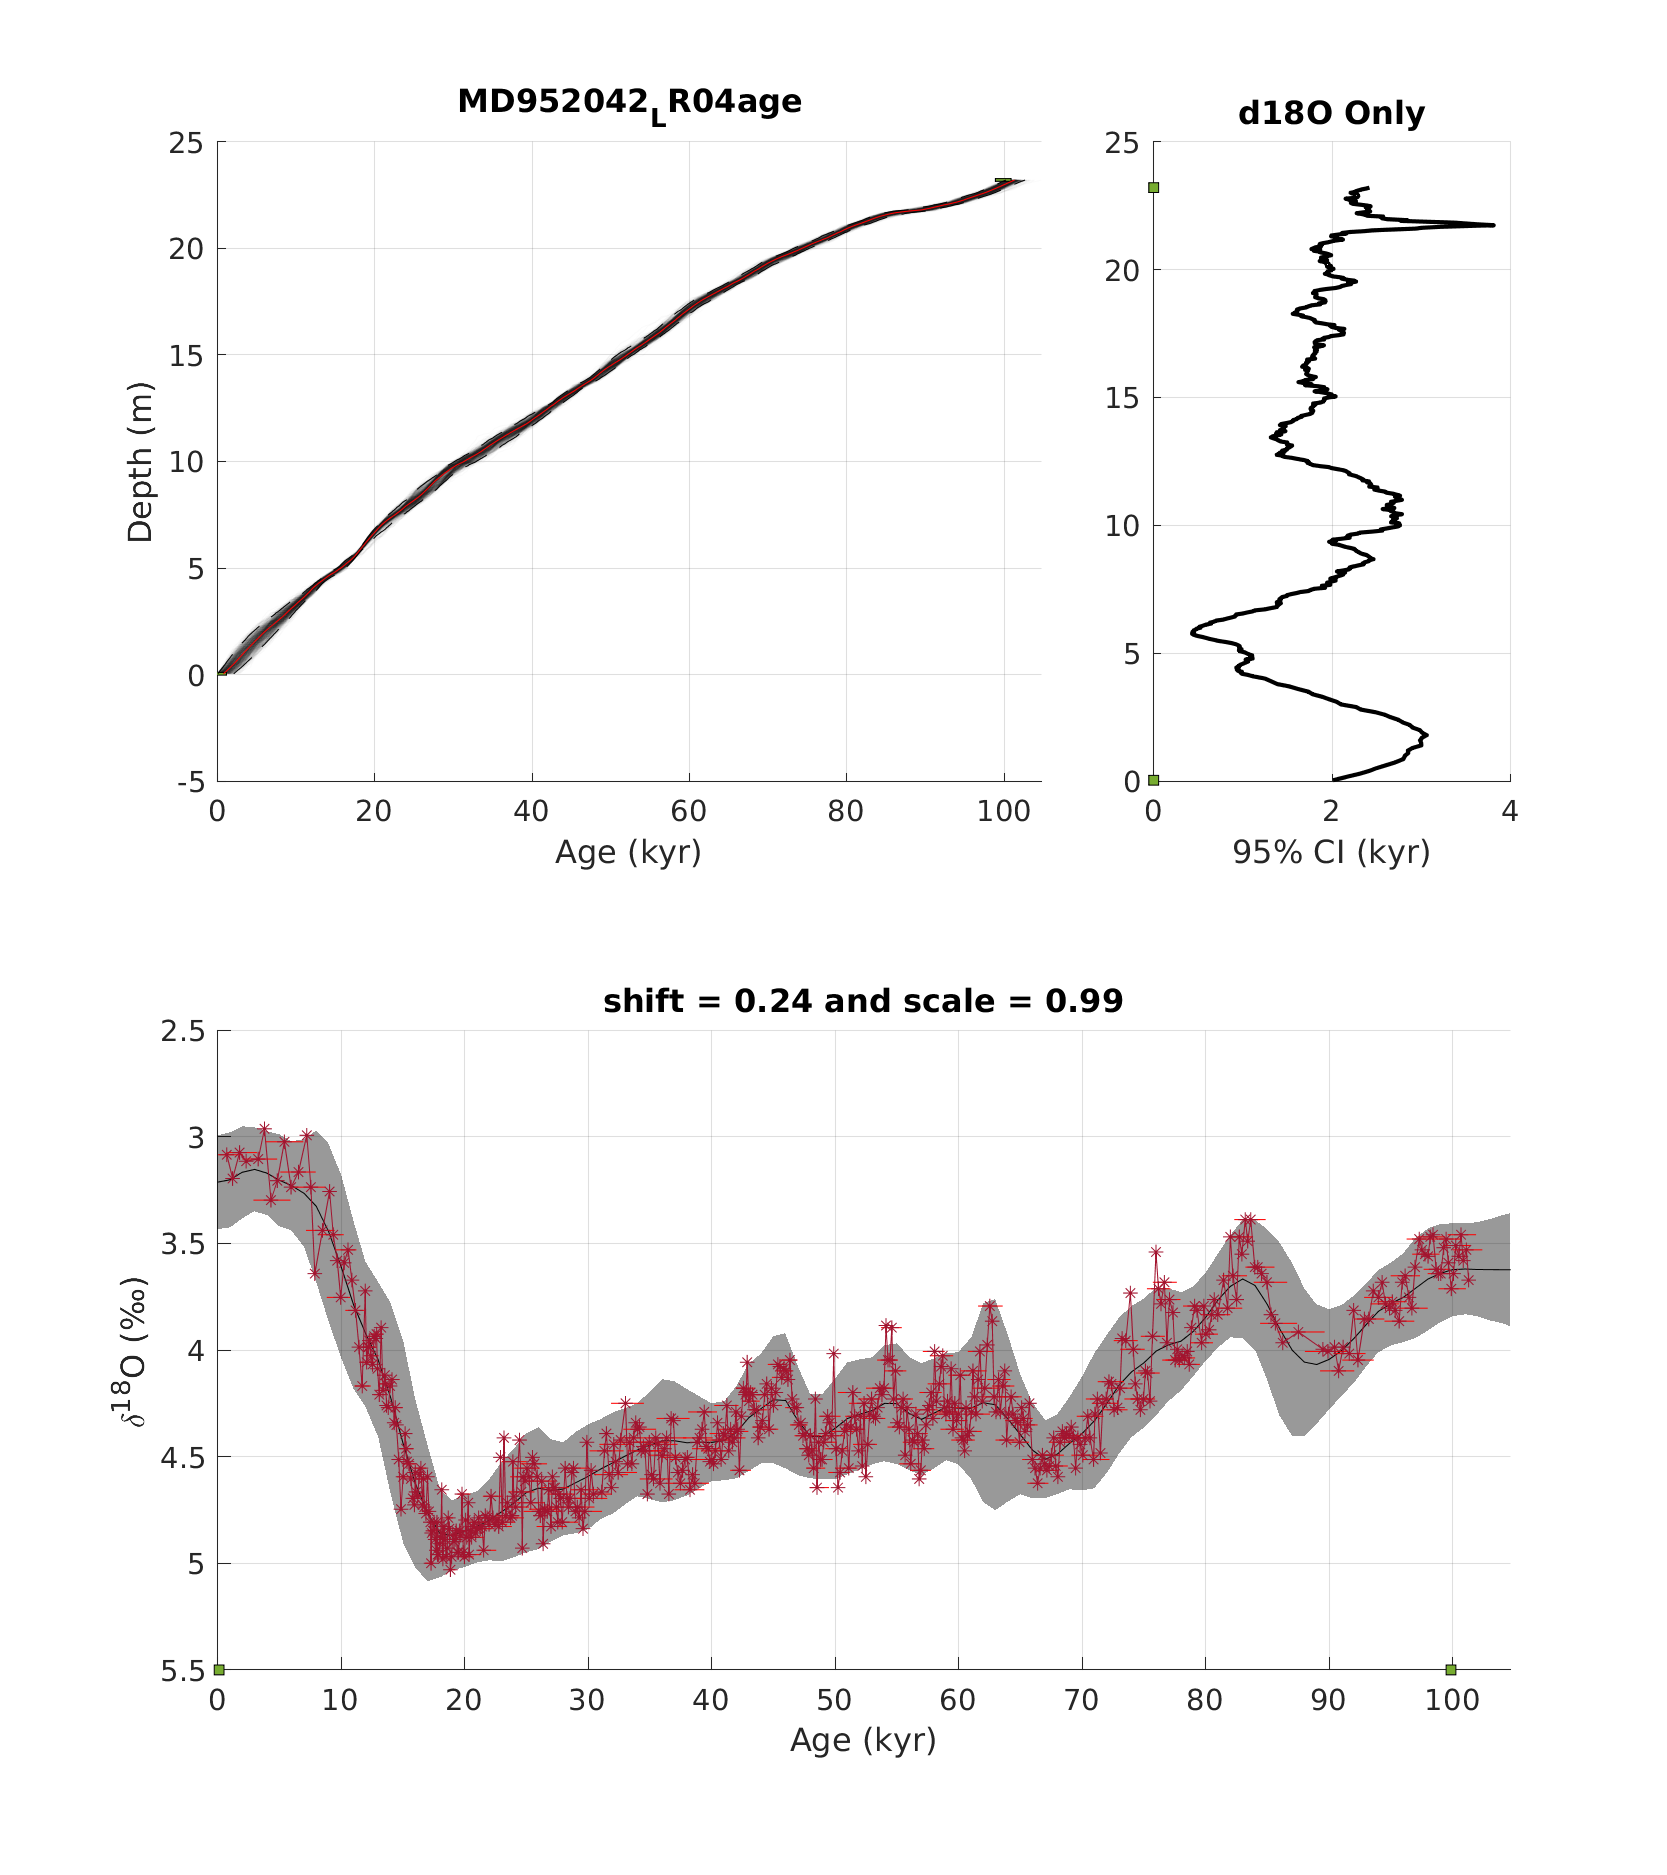 MD952042_LR04age
25
20
15
10
5
0
-5
Depth (m)
0 20 40 60 80 100
Age (kyr)
d18O Only
25
20
15
10
5
0
0 2 4
95% CI (kyr)
shift = 0.24 and scale = 0.99
2.5
3
3.5
4
4.5
5
5.5
δ18O (‰)
0 10 20 30 40 50 60 70 80 90 100
Age (kyr)